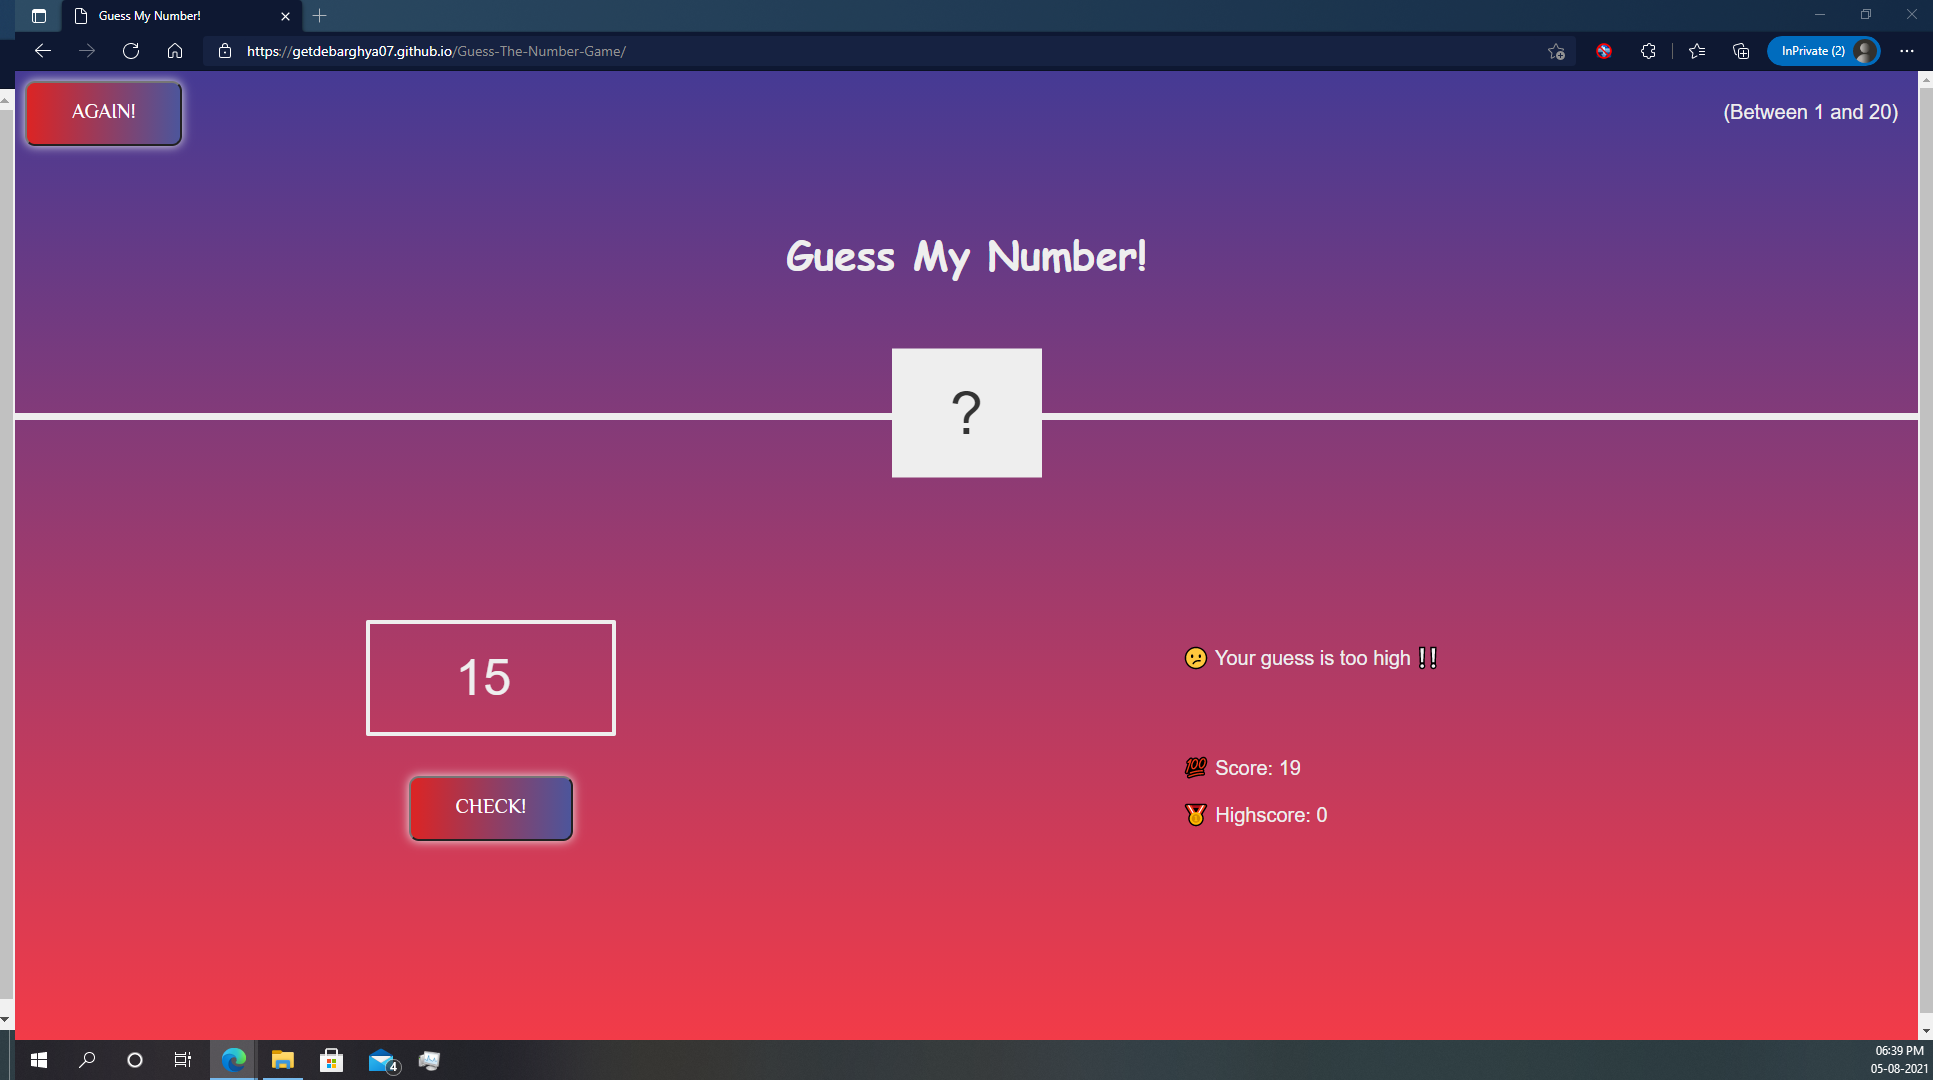 Guess My Number!
https://getdebarghya07.github.io/Guess-The-Number-Game/
InPrivate (2)
AGAIN!
(Between 1 and 20)
Guess My Number!
?
15
😕 Your guess is too high ‼️
CHECK!
💯 Score: 19
🥇 Highscore: 0
4
06:39 PM
05-08-2021